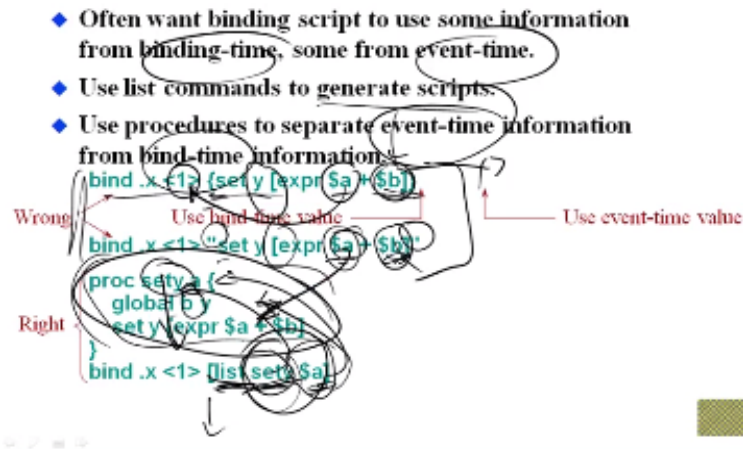 Often want binding script to use some information
from binding-time, some from event-time.
Use list commands to generate scripts.
Use procedures to separate event-time information
from bind-time information.
bind .x <1> {set y [expr $a + $b]}
Wrong Use bind-time value Use event-time value
bind .x <1> "set y [expr $a + $b]"
proc sety a {
global b y
Right set y [expr $a + $b]
}
bind .x <1> [list sety $a]